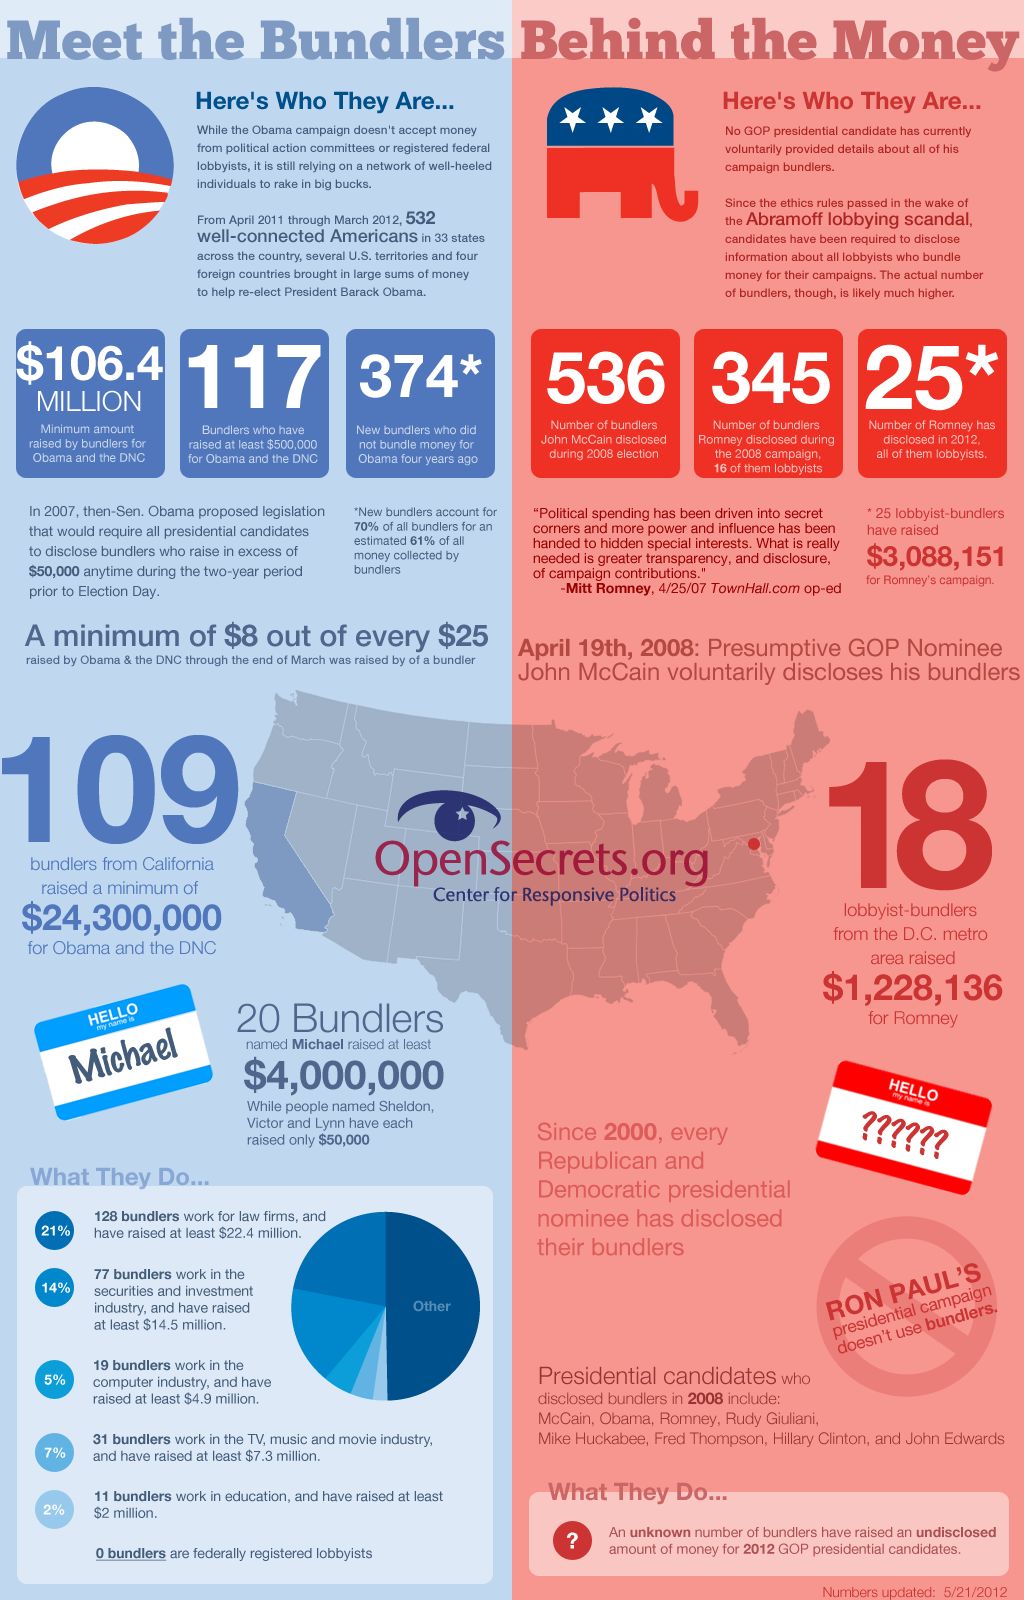 Meet the Bundlers Behind the Money
Here's Who They Are...
While the Obama campaign doesn't accept money
from political action committees or registered federal
lobbyists, it is still relying on a network of well-heeled
individuals to rake in big bucks.
From April 2011 through March 2012, 532
well-connected Americans in 33 states
across the country, several U.S. territories and four
foreign countries brought in large sums of money
to help re-elect President Barack Obama.
$106.4
MILLION
Minimum amount
raised by bundlers for
Obama and the DNC
117
Bundlers who have
raised at least $500,000
for Obama and the DNC
374*
New bundlers who did
not bundle money for
Obama four years ago
In 2007, then-Sen. Obama proposed legislation
that would require all presidential candidates
to disclose bundlers who raise in excess of
$50,000 anytime during the two-year period
prior to Election Day.
*New bundlers account for
70% of all bundlers for an
estimated 61% of all
money collected by
bundlers
A minimum of $8 out of every $25
raised by Obama & the DNC through the end of March was raised by of a bundler
109
bundlers from California
raised a minimum of
$24,300,000
for Obama and the DNC
HELLO
my name is
Michael
20 Bundlers
named Michael raised at least
$4,000,000
While people named Sheldon,
Victor and Lynn have each
raised only $50,000
What They Do...
21%
128 bundlers work for law firms, and
have raised at least $22.4 million.
14%
77 bundlers work in the
securities and investment
industry, and have raised
at least $14.5 million.
Other
5%
19 bundlers work in the
computer industry, and have
raised at least $4.9 million.
7%
31 bundlers work in the TV, music and movie industry,
and have raised at least $7.3 million.
2%
11 bundlers work in education, and have raised at least
$2 million.
0 bundlers are federally registered lobbyists
OpenSecrets.org
Center for Responsive Politics
Here's Who They Are...
No GOP presidential candidate has currently
voluntarily provided details about all of his
campaign bundlers.
Since the ethics rules passed in the wake of
the Abramoff lobbying scandal,
candidates have been required to disclose
information about all lobbyists who bundle
money for their campaigns. The actual number
of bundlers, though, is likely much higher.
536
Number of bundlers
John McCain disclosed
during 2008 election
345
Number of bundlers
Romney disclosed during
the 2008 campaign,
16 of them lobbyists
25*
Number of Romney has
disclosed in 2012,
all of them lobbyists.
“Political spending has been driven into secret
corners and more power and influence has been
handed to hidden special interests. What is really
needed is greater transparency, and disclosure,
of campaign contributions."
-Mitt Romney, 4/25/07 TownHall.com op-ed
* 25 lobbyist-bundlers
have raised
$3,088,151
for Romney's campaign.
April 19th, 2008: Presumptive GOP Nominee
John McCain voluntarily discloses his bundlers
18
lobbyist-bundlers
from the D.C. metro
area raised
$1,228,136
for Romney
HELLO
my name is
??????
Since 2000, every
Republican and
Democratic presidential
nominee has disclosed
their bundlers
RON PAUL'S
presidential campaign
doesn't use bundlers.
Presidential candidates who
disclosed bundlers in 2008 include:
McCain, Obama, Romney, Rudy Giuliani,
Mike Huckabee, Fred Thompson, Hillary Clinton, and John Edwards
What They Do...
?
An unknown number of bundlers have raised an undisclosed
amount of money for 2012 GOP presidential candidates.
Numbers updated: 5/21/2012